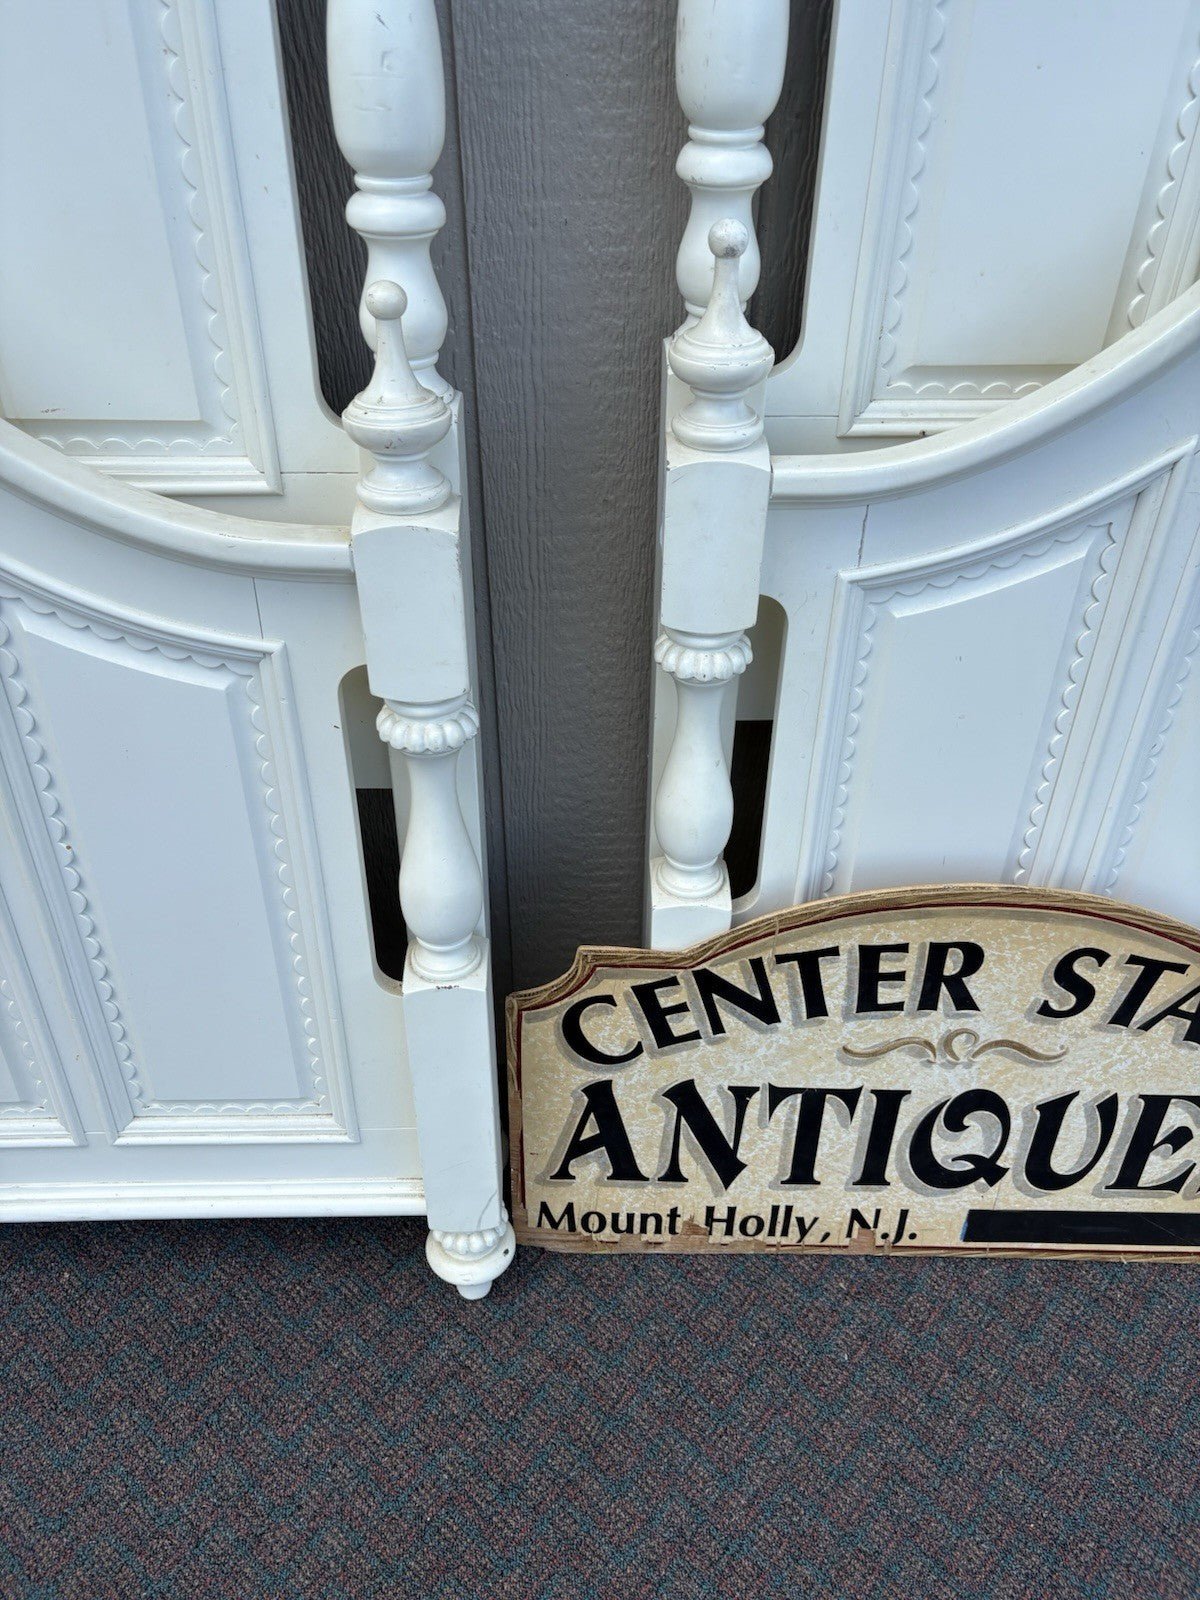 CENTER STA
ANTIQUE
Mount Holly, N.J.